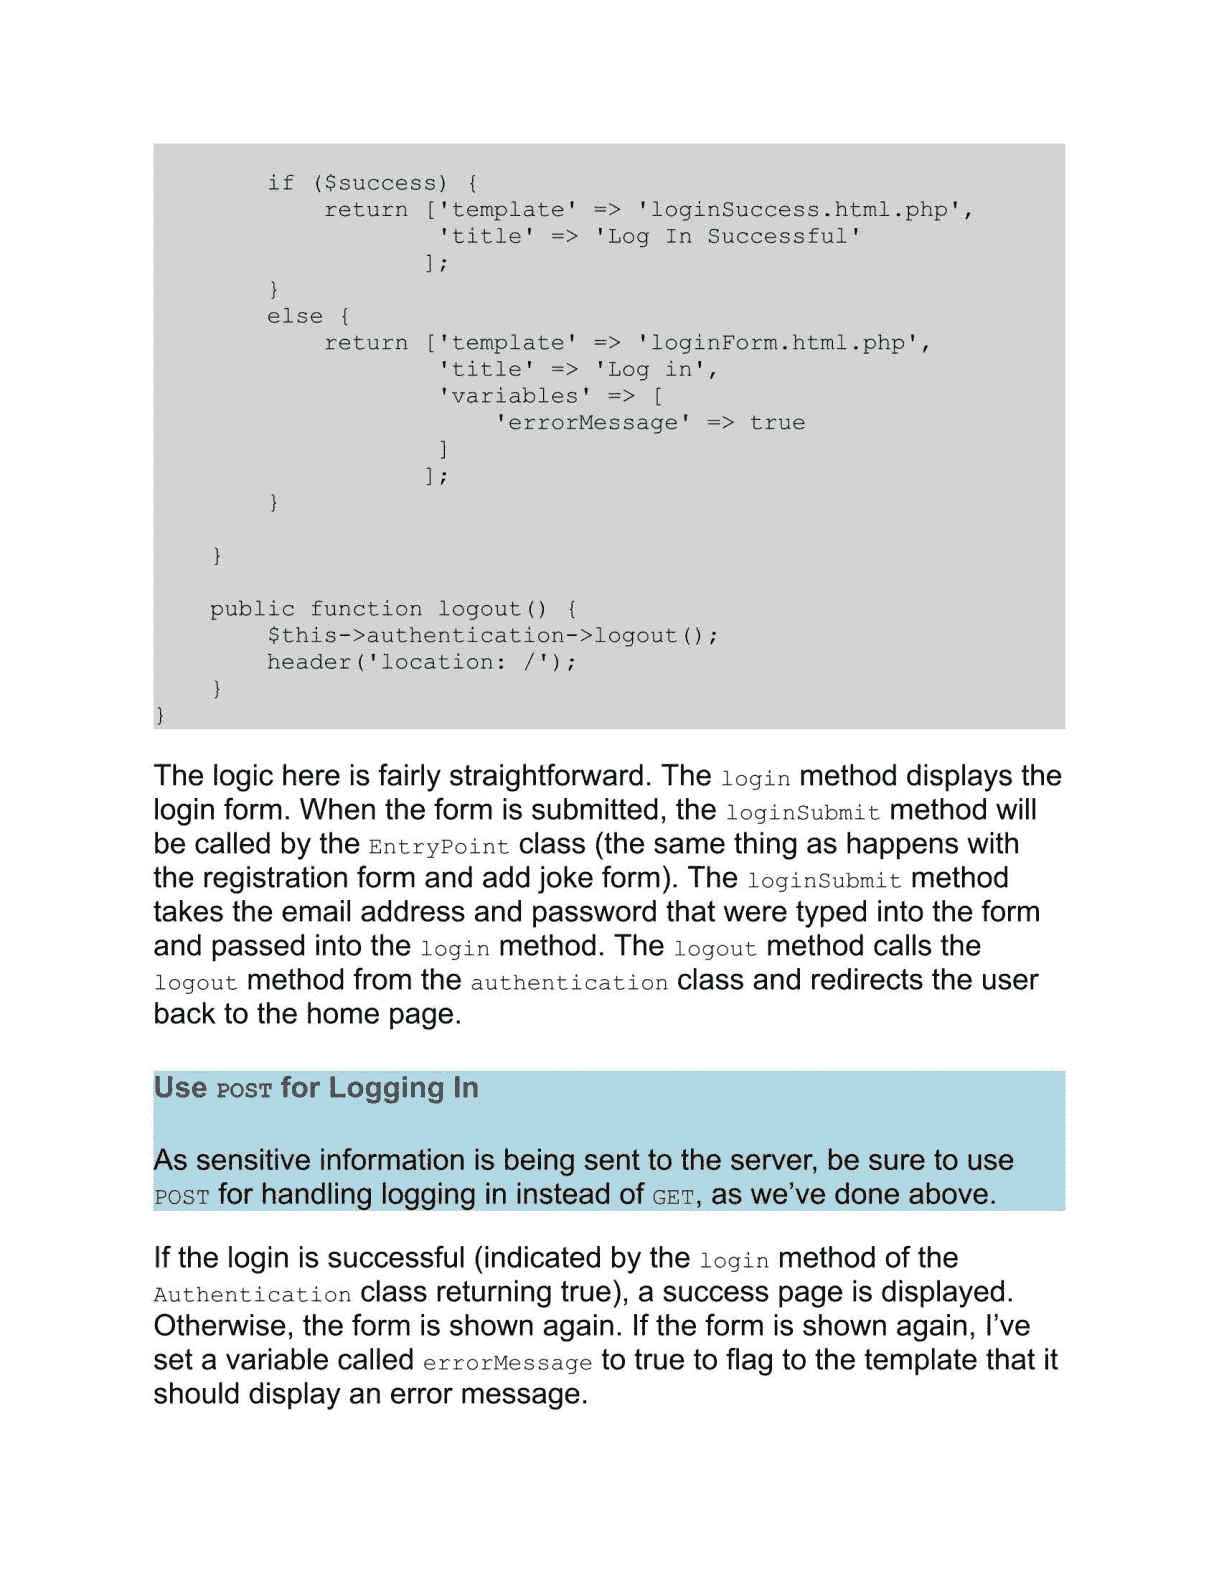 if ($success) {
            return ['template' => 'loginSuccess.html.php',
                    'title' => 'Log In Successful'
                   ];
        }
        else {
            return ['template' => 'loginForm.html.php',
                    'title' => 'Log in',
                    'variables' => [
                        'errorMessage' => true
                    ]
                   ];
        }

    }

    public function logout() {
        $this->authentication->logout();
        header('location: /');
    }
}
The logic here is fairly straightforward. The login method displays the
login form. When the form is submitted, the loginSubmit method will
be called by the EntryPoint class (the same thing as happens with
the registration form and add joke form). The loginSubmit method
takes the email address and password that were typed into the form
and passed into the login method. The logout method calls the
logout method from the authentication class and redirects the user
back to the home page.
Use POST for Logging In
As sensitive information is being sent to the server, be sure to use
POST for handling logging in instead of GET, as we've done above.
If the login is successful (indicated by the login method of the
Authentication class returning true), a success page is displayed.
Otherwise, the form is shown again. If the form is shown again, I've
set a variable called errorMessage to true to flag to the template that it
should display an error message.